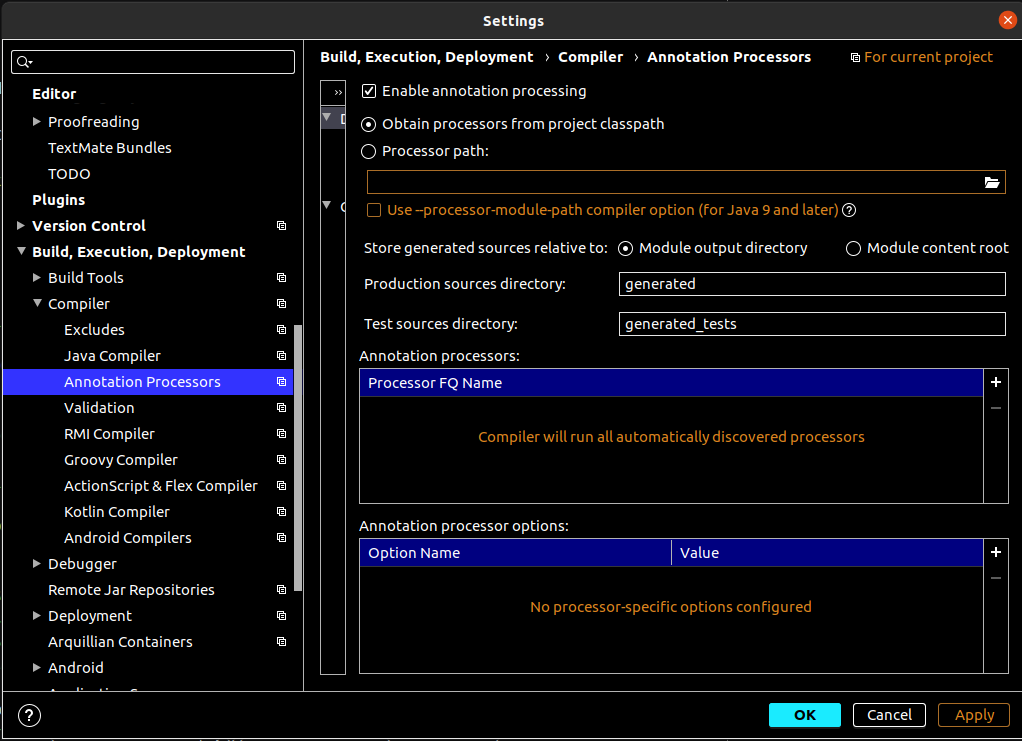 Settings
Editor
Proofreading
TextMate Bundles
TODO
Plugins
Version Control
Build, Execution, Deployment
Build Tools
Compiler
Excludes
Java Compiler
Annotation Processors
Validation
RMI Compiler
Groovy Compiler
ActionScript & Flex Compiler
Kotlin Compiler
Android Compilers
Debugger
Remote Jar Repositories
Deployment
Arquillian Containers
Android
Build, Execution, Deployment › Compiler › Annotation Processors
For current project
»
Enable annotation processing
Obtain processors from project classpath
Processor path:
Use --processor-module-path compiler option (for Java 9 and later) ?
Store generated sources relative to: Module output directory Module content root
Production sources directory: generated
Test sources directory: generated_tests
Annotation processors:
Processor FQ Name
+
−
Compiler will run all automatically discovered processors
Annotation processor options:
Option Name Value
+
−
No processor-specific options configured
?
OK Cancel Apply